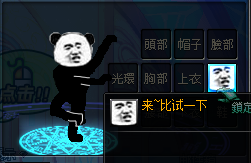 頭部 帽子 臉部
光環 胸部 上衣
来~比试一下
鎖定